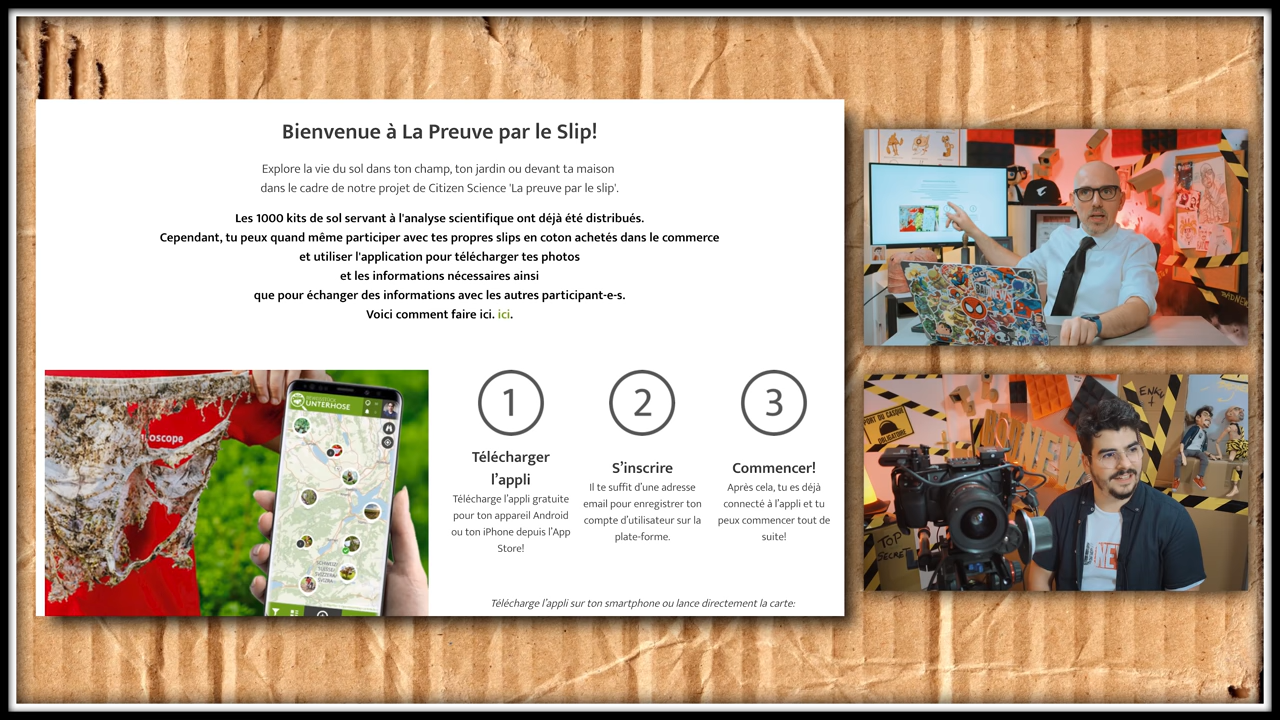 Bienvenue à La Preuve par le Slip!
Explore la vie du sol dans ton champ, ton jardin ou devant ta maison
dans le cadre de notre projet de Citizen Science 'La preuve par le slip'.
Les 1000 kits de sol servant à l'analyse scientifique ont déjà été distribués.
Cependant, tu peux quand même participer avec tes propres slips en coton achetés dans le commerce
et utiliser l'application pour télécharger tes photos
et les informations nécessaires ainsi
que pour échanger des informations avec les autres participant-e-s.
Voici comment faire ici. ici.
oscope
UNTERHOSE
1
Télécharger
l'appli
Télécharge l'appli gratuite
pour ton appareil Android
ou ton iPhone depuis l'App
Store!
2
S'inscrire
Il te suffit d'une adresse
email pour enregistrer ton
compte d'utilisateur sur la
plate-forme.
3
Commencer!
Après cela, tu es déjà
connecté à l'appli et tu
peux commencer tout de
suite!
Télécharge l'appli sur ton smartphone ou lance directement la carte:
PORT DU CASQUE
OBLIGATOIRE
TOP
SECRE